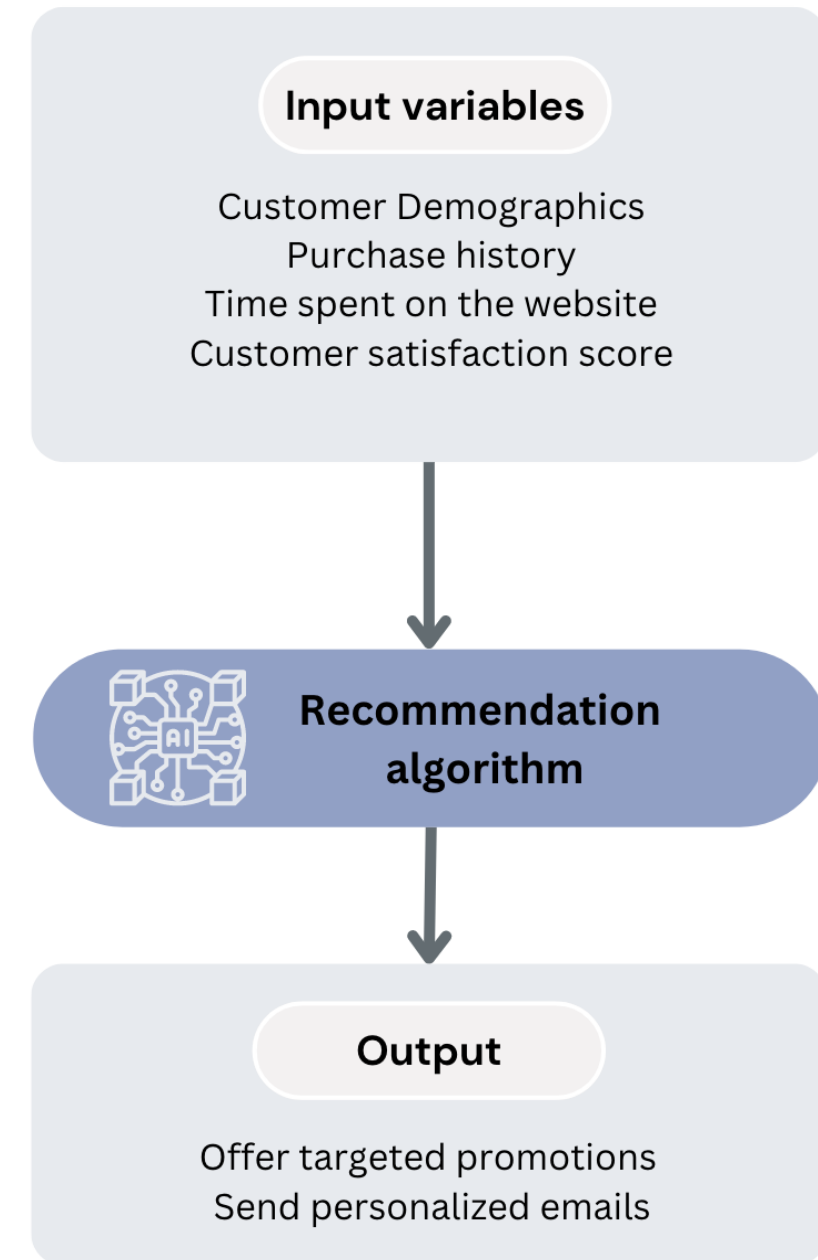 Input variables
Customer Demographics
Purchase history
Time spent on the website
Customer satisfaction score
AI
Recommendation
algorithm
Output
Offer targeted promotions
Send personalized emails